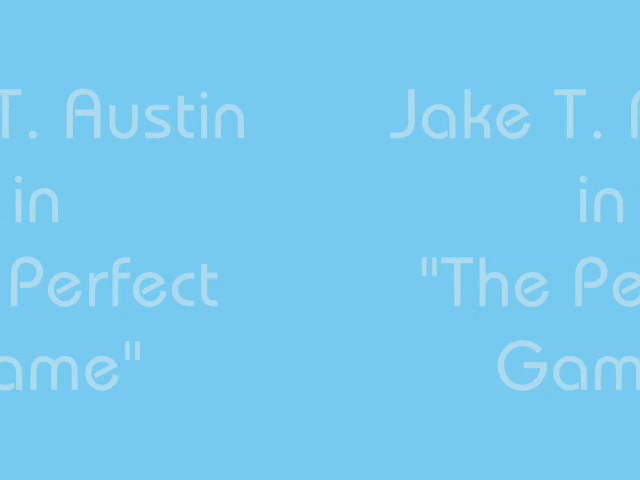 T. Austin
in
Perfect
ame"
Jake T. A
in
"The Pe
Gam